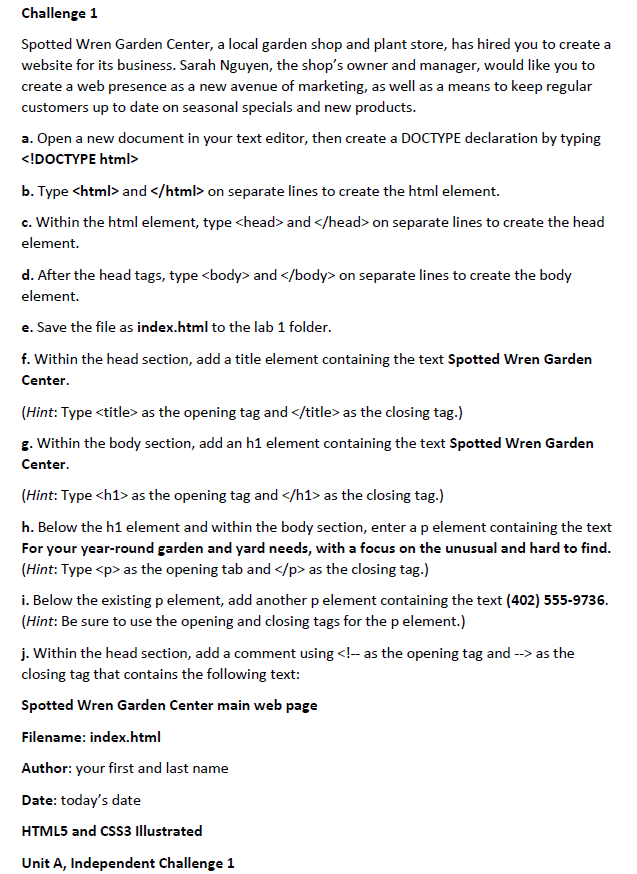 Challenge 1
Spotted Wren Garden Center, a local garden shop and plant store, has hired you to create a
website for its business. Sarah Nguyen, the shop's owner and manager, would like you to
create a web presence as a new avenue of marketing, as well as a means to keep regular
customers up to date on seasonal specials and new products.
a. Open a new document in your text editor, then create a DOCTYPE declaration by typing
<!DOCTYPE html>
b. Type <html> and </html> on separate lines to create the html element.
c. Within the html element, type <head> and </head> on separate lines to create the head
element.
d. After the head tags, type <body> and </body> on separate lines to create the body
element.
e. Save the file as index.html to the lab 1 folder.
f. Within the head section, add a title element containing the text Spotted Wren Garden
Center.
(Hint: Type <title> as the opening tag and </title> as the closing tag.)
g. Within the body section, add an h1 element containing the text Spotted Wren Garden
Center.
(Hint: Type <h1> as the opening tag and </h1> as the closing tag.)
h. Below the h1 element and within the body section, enter a p element containing the text
For your year-round garden and yard needs, with a focus on the unusual and hard to find.
(Hint: Type <p> as the opening tab and </p> as the closing tag.)
i. Below the existing p element, add another p element containing the text (402) 555-9736.
(Hint: Be sure to use the opening and closing tags for the p element.)
j. Within the head section, add a comment using <!-- as the opening tag and --> as the
closing tag that contains the following text:
Spotted Wren Garden Center main web page
Filename: index.html
Author: your first and last name
Date: today's date
HTML5 and CSS3 Illustrated
Unit A, Independent Challenge 1